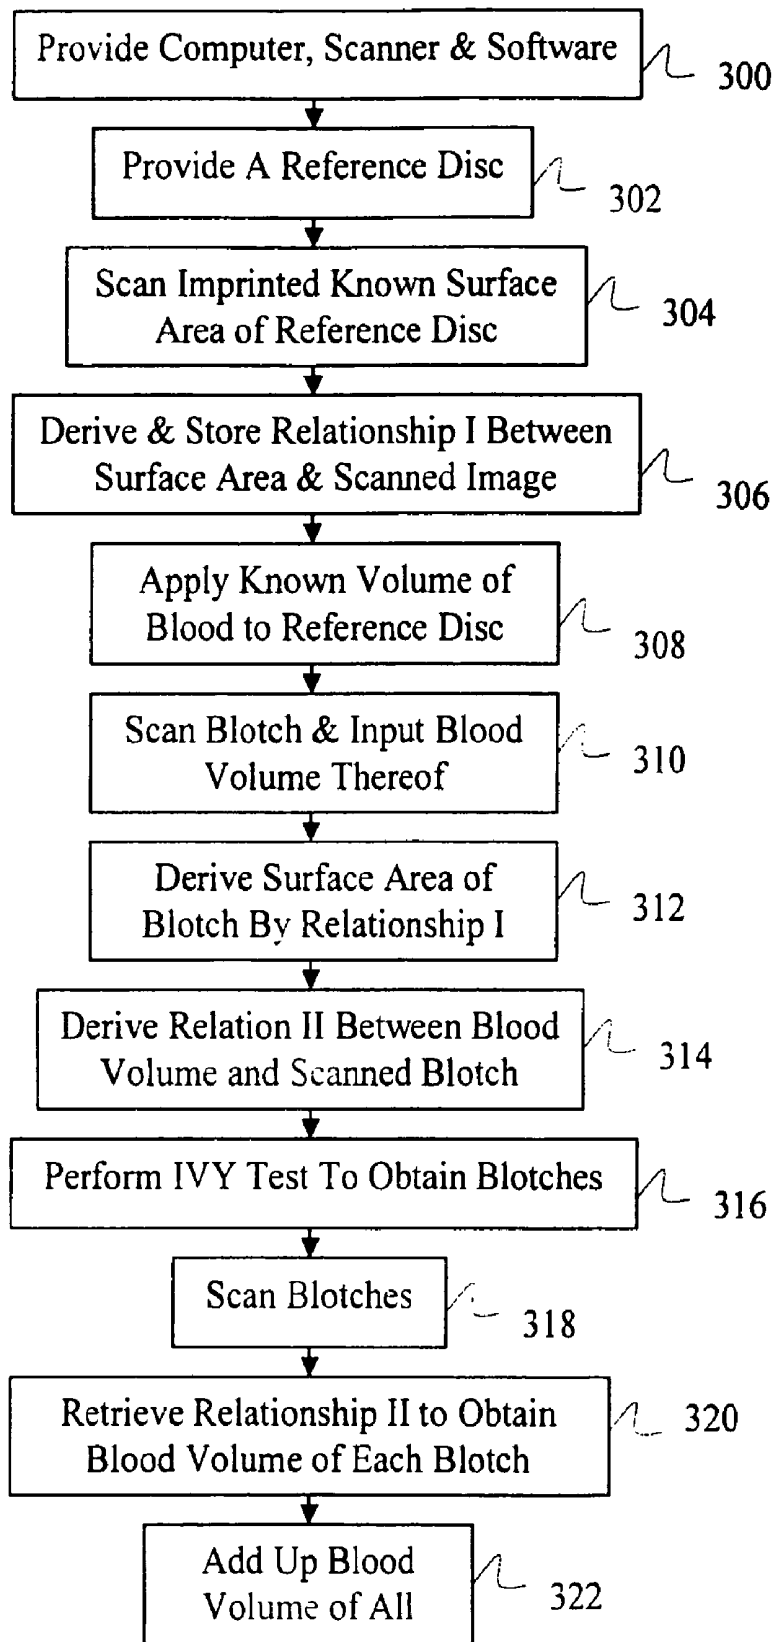 Provide Computer, Scanner & Software
300
Provide A Reference Disc
302
Scan Imprinted Known Surface
Area of Reference Disc
304
Derive & Store Relationship I Between
Surface Area & Scanned Image
306
Apply Known Volume of
Blood to Reference Disc
308
Scan Blotch & Input Blood
Volume Thereof
310
Derive Surface Area of
Blotch By Relationship I
312
Derive Relation II Between Blood
Volume and Scanned Blotch
314
Perform IVY Test To Obtain Blotches
316
Scan Blotches
318
Retrieve Relationship II to Obtain
Blood Volume of Each Blotch
320
Add Up Blood
Volume of All
322